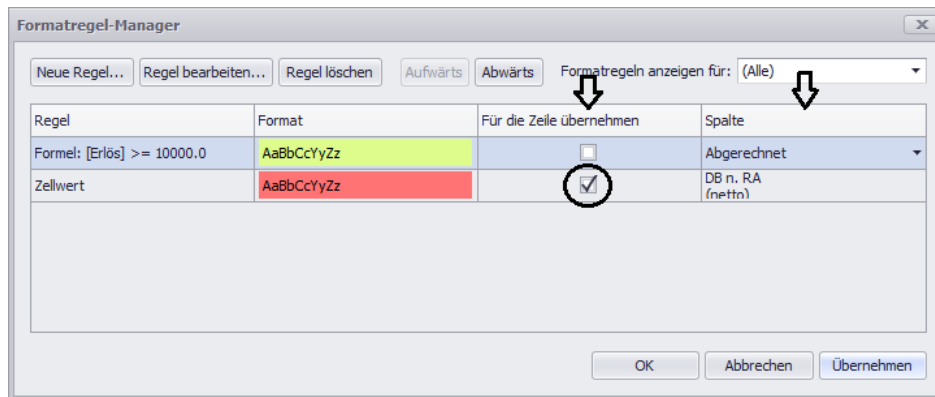 Formatregel-Manager
Neue Regel... Regel bearbeiten... Regel löschen Aufwärts Abwärts Formatregeln anzeigen für: (Alle)
Regel Format Für die Zeile übernehmen Spalte
Formel: [Erlös] >= 10000.0 AaBbCcYyZz Abgerechnet
Zellwert AaBbCcYyZz DB n. RA
(netto)
OK Abbrechen Übernehmen